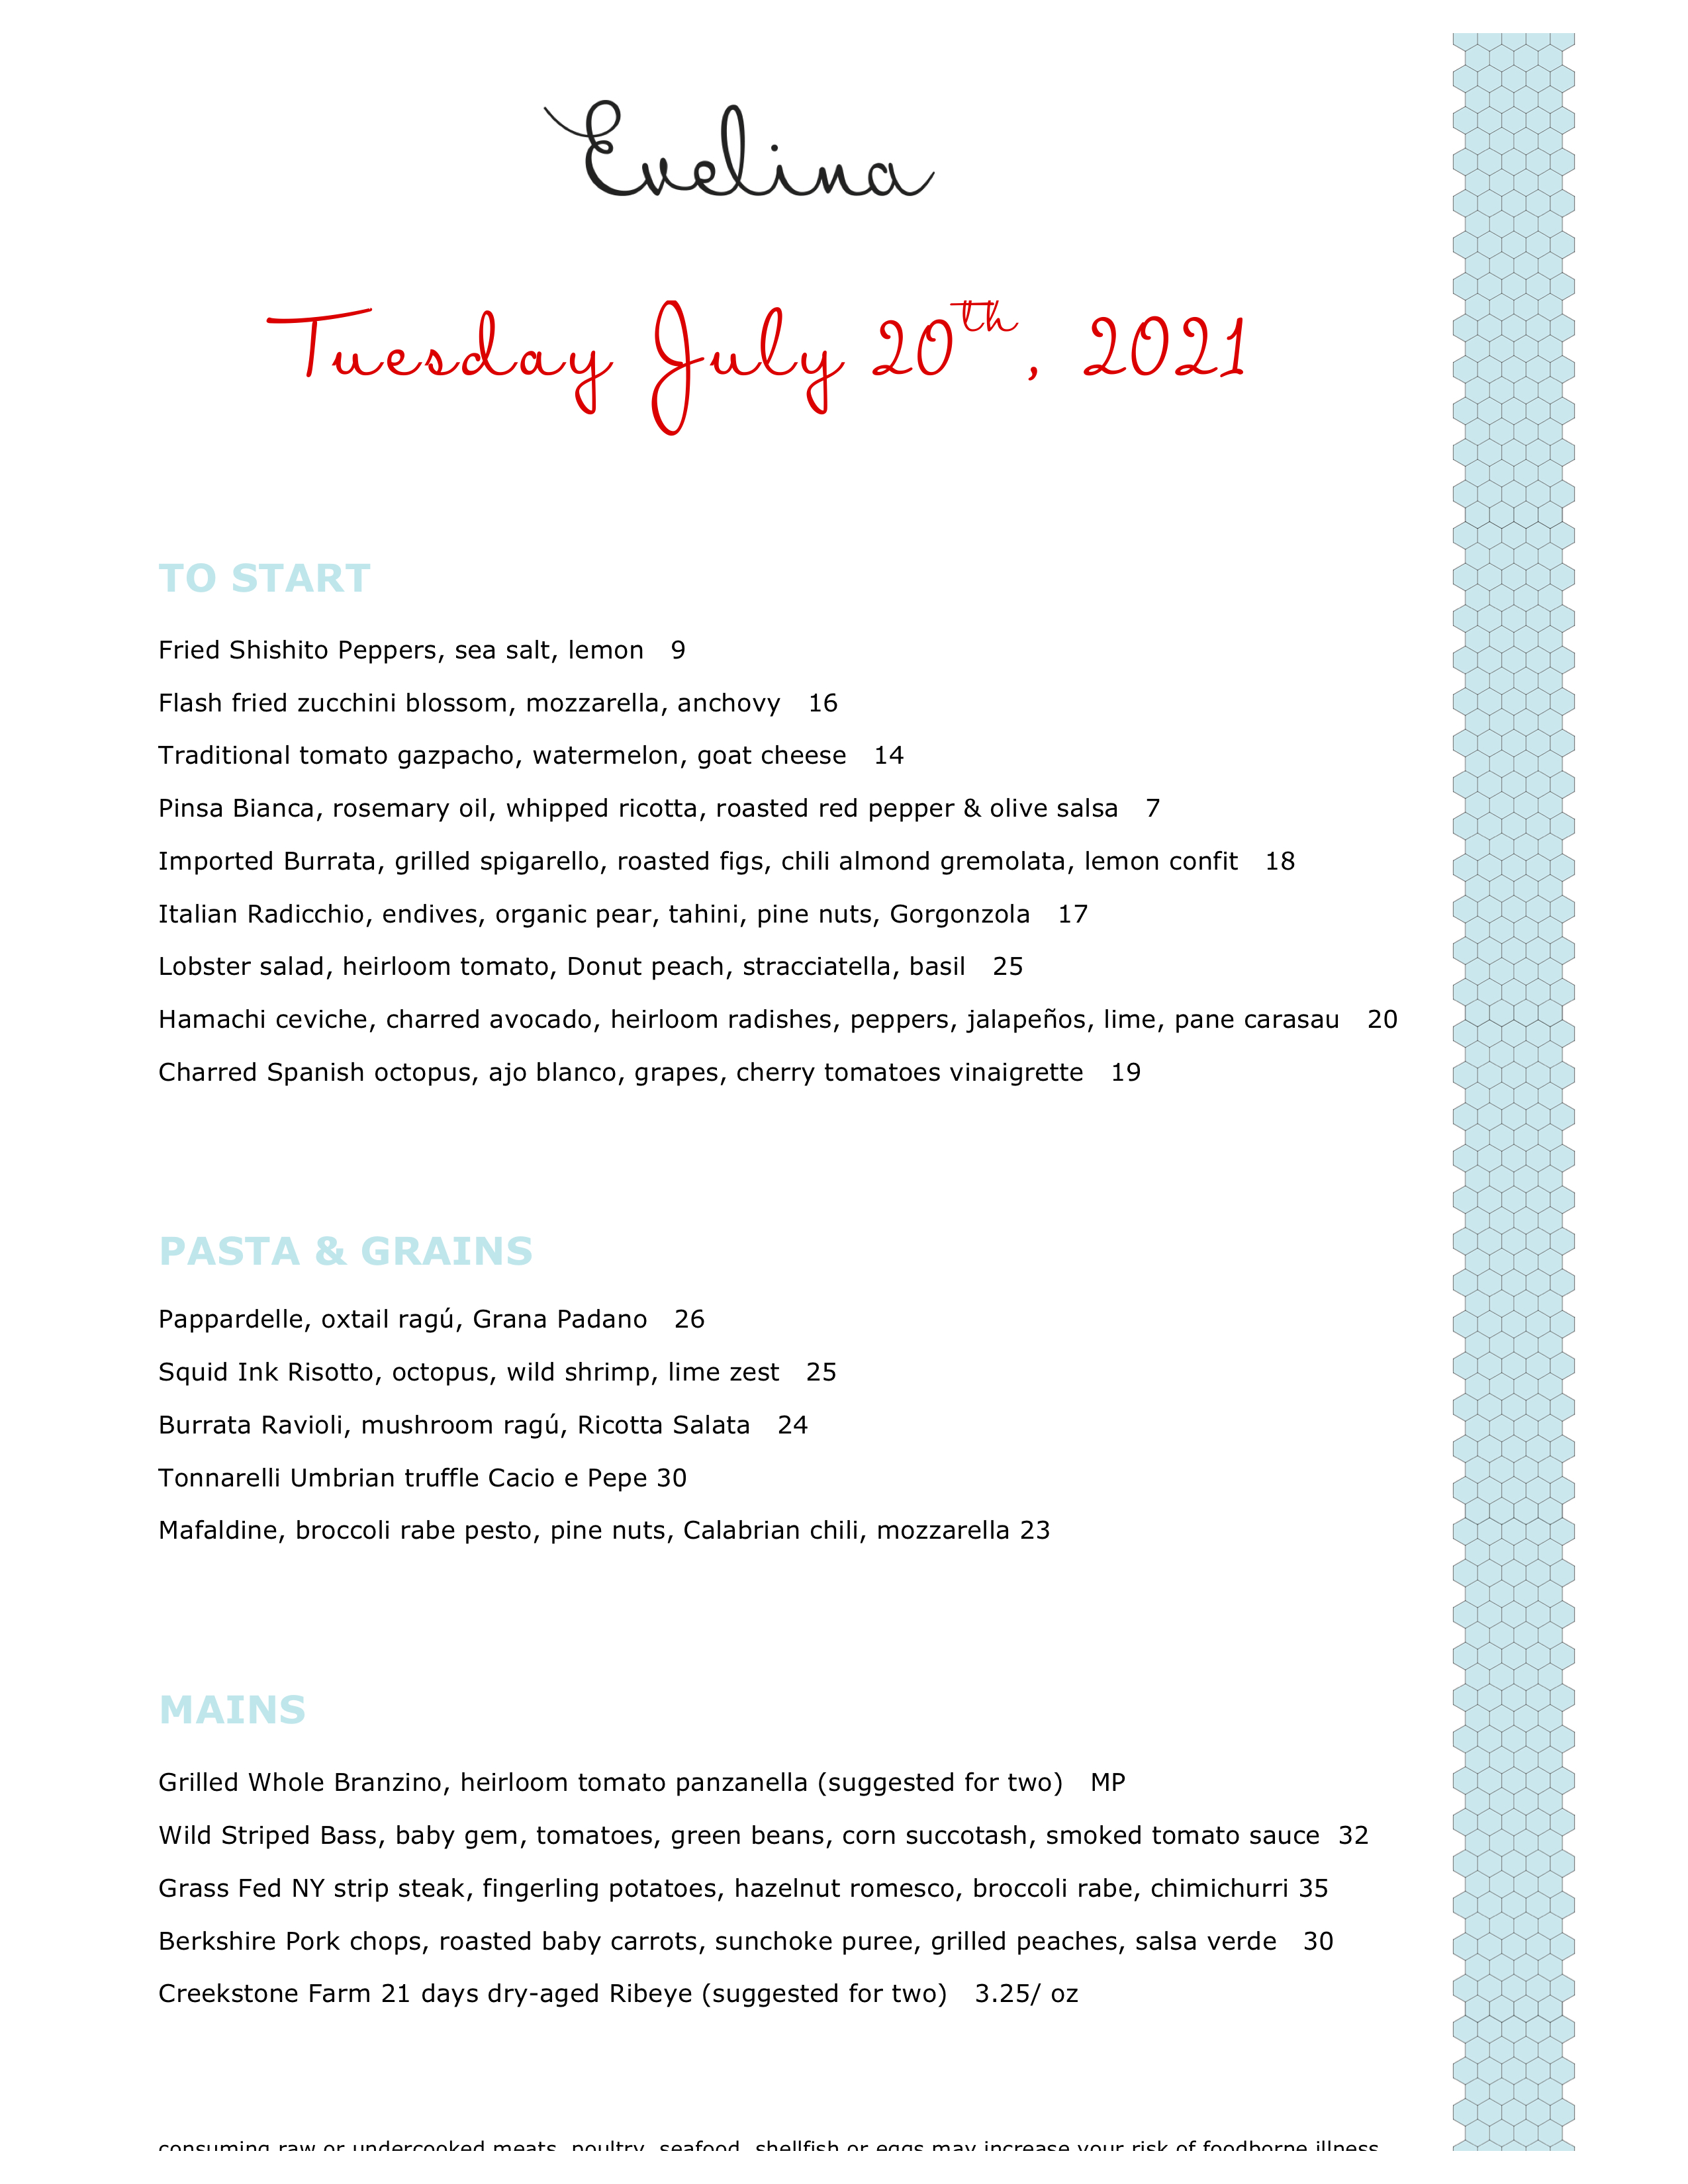 Evelina
Tuesday July 20th, 2021
TO START
Fried Shishito Peppers, sea salt, lemon 9
Flash fried zucchini blossom, mozzarella, anchovy 16
Traditional tomato gazpacho, watermelon, goat cheese 14
Pinsa Bianca, rosemary oil, whipped ricotta, roasted red pepper & olive salsa 7
Imported Burrata, grilled spigarello, roasted figs, chili almond gremolata, lemon confit 18
Italian Radicchio, endives, organic pear, tahini, pine nuts, Gorgonzola 17
Lobster salad, heirloom tomato, Donut peach, stracciatella, basil 25
Hamachi ceviche, charred avocado, heirloom radishes, peppers, jalapeños, lime, pane carasau 20
Charred Spanish octopus, ajo blanco, grapes, cherry tomatoes vinaigrette 19
PASTA & GRAINS
Pappardelle, oxtail ragú, Grana Padano 26
Squid Ink Risotto, octopus, wild shrimp, lime zest 25
Burrata Ravioli, mushroom ragú, Ricotta Salata 24
Tonnarelli Umbrian truffle Cacio e Pepe 30
Mafaldine, broccoli rabe pesto, pine nuts, Calabrian chili, mozzarella 23
MAINS
Grilled Whole Branzino, heirloom tomato panzanella (suggested for two) MP
Wild Striped Bass, baby gem, tomatoes, green beans, corn succotash, smoked tomato sauce 32
Grass Fed NY strip steak, fingerling potatoes, hazelnut romesco, broccoli rabe, chimichurri 35
Berkshire Pork chops, roasted baby carrots, sunchoke puree, grilled peaches, salsa verde 30
Creekstone Farm 21 days dry-aged Ribeye (suggested for two) 3.25/ oz
consuming raw or undercooked meats, poultry, seafood, shellfish or eggs may increase your risk of foodborne illness